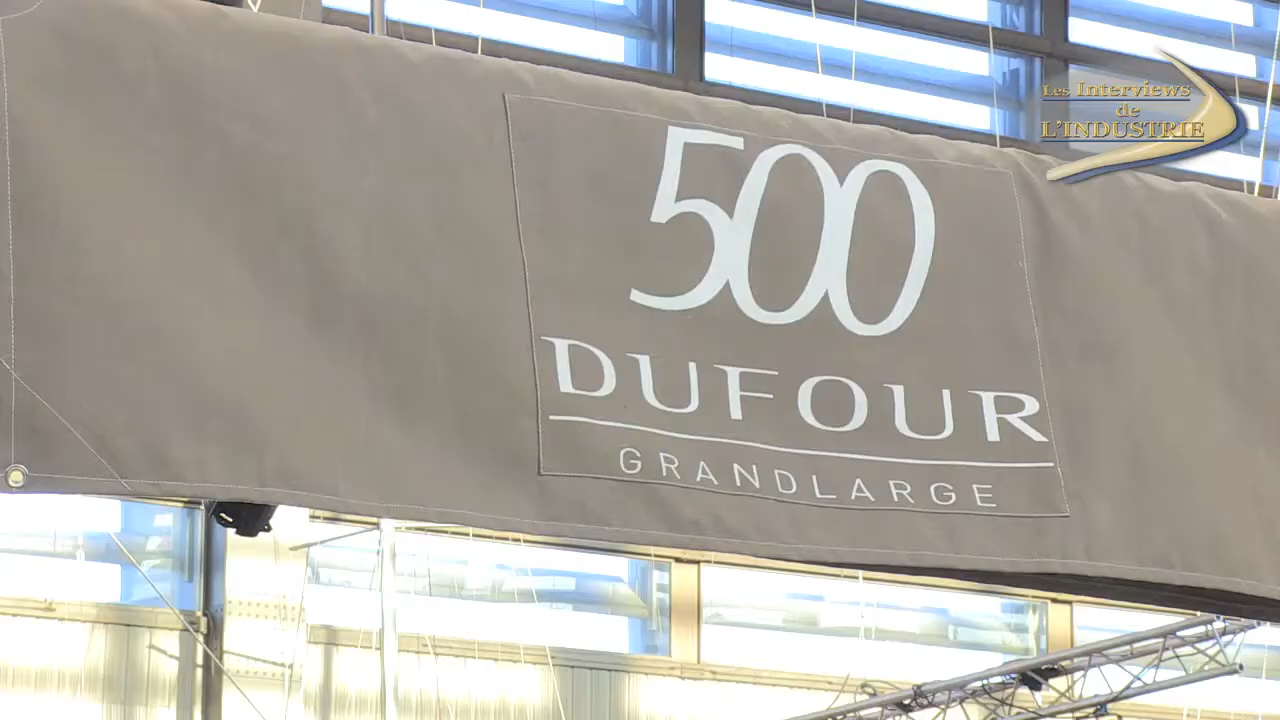 Les Interviews
de
L'INDUSTRIE
500
DUFOUR
GRANDLARGE